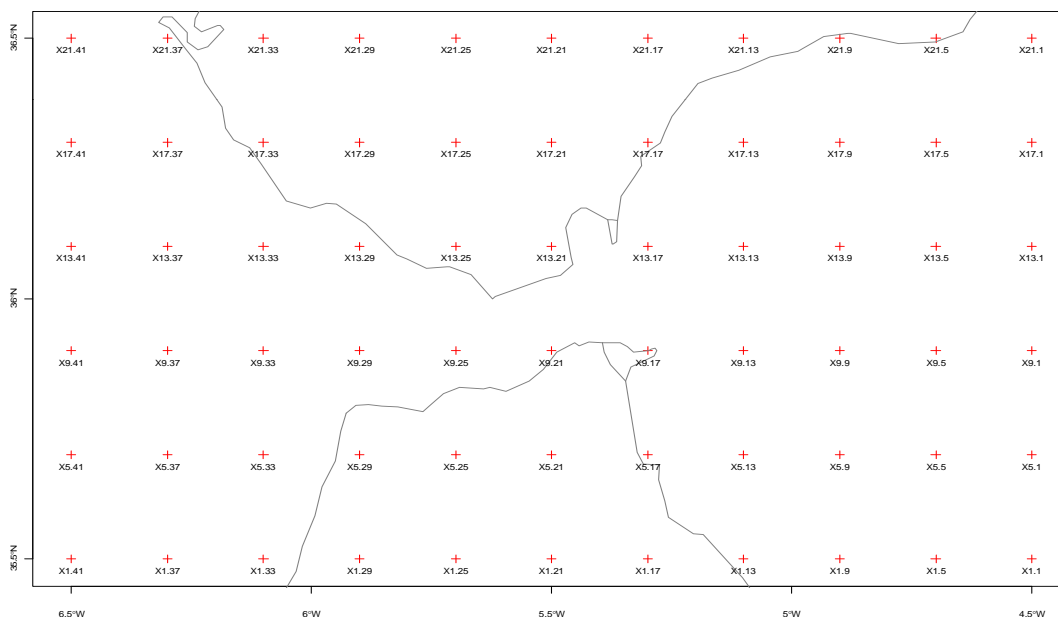 36.5°N
X21.41 X21.37 X21.33 X21.29 X21.25 X21.21 X21.17 X21.13 X21.9 X21.5 X21.1
X17.41 X17.37 X17.33 X17.29 X17.25 X17.21 X17.17 X17.13 X17.9 X17.5 X17.1
X13.41 X13.37 X13.33 X13.29 X13.25 X13.21 X13.17 X13.13 X13.9 X13.5 X13.1
36°N
X9.41 X9.37 X9.33 X9.29 X9.25 X9.21 X9.17 X9.13 X9.9 X9.5 X9.1
X5.41 X5.37 X5.33 X5.29 X5.25 X5.21 X5.17 X5.13 X5.9 X5.5 X5.1
35.5°N
X1.41 X1.37 X1.33 X1.29 X1.25 X1.21 X1.17 X1.13 X1.9 X1.5 X1.1
6.5°W 6°W 5.5°W 5°W 4.5°W